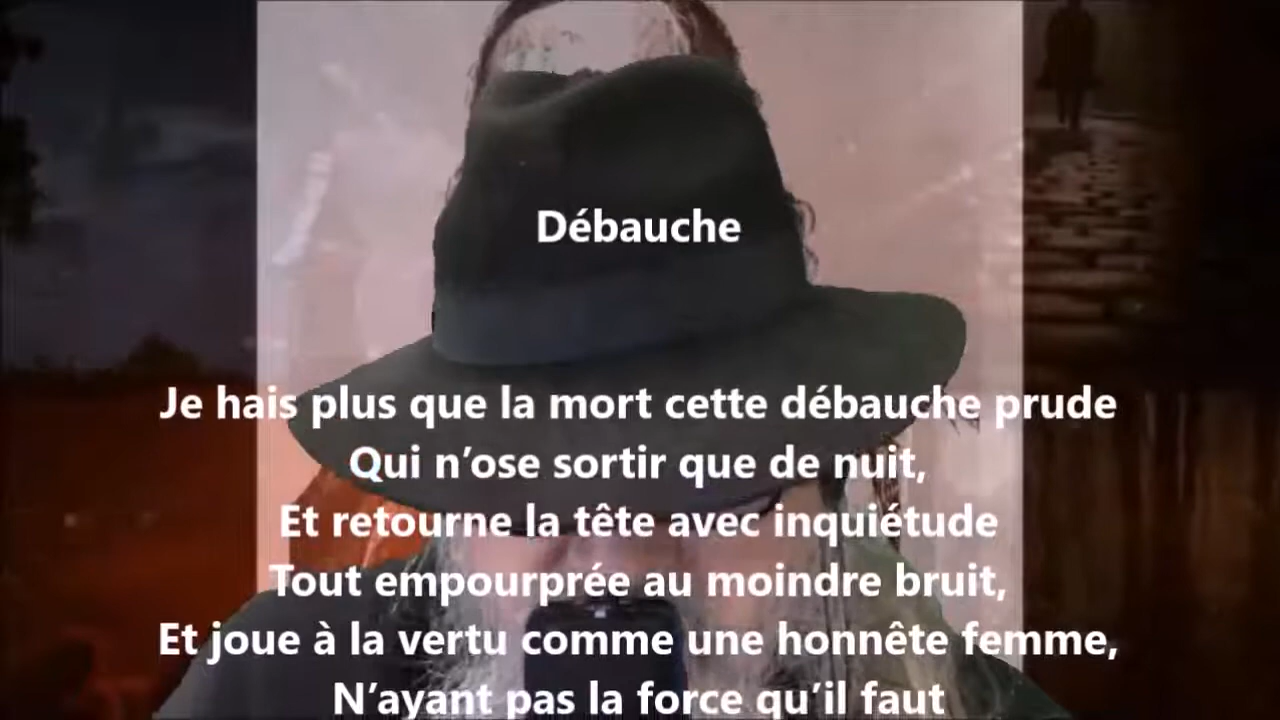 Débauche
Je hais plus que la mort cette débauche prude
Qui n’ose sortir que de nuit,
Et retourne la tête avec inquiétude
Tout empourprée au moindre bruit,
Et joue à la vertu comme une honnête femme,
N’ayant pas la force qu’il faut